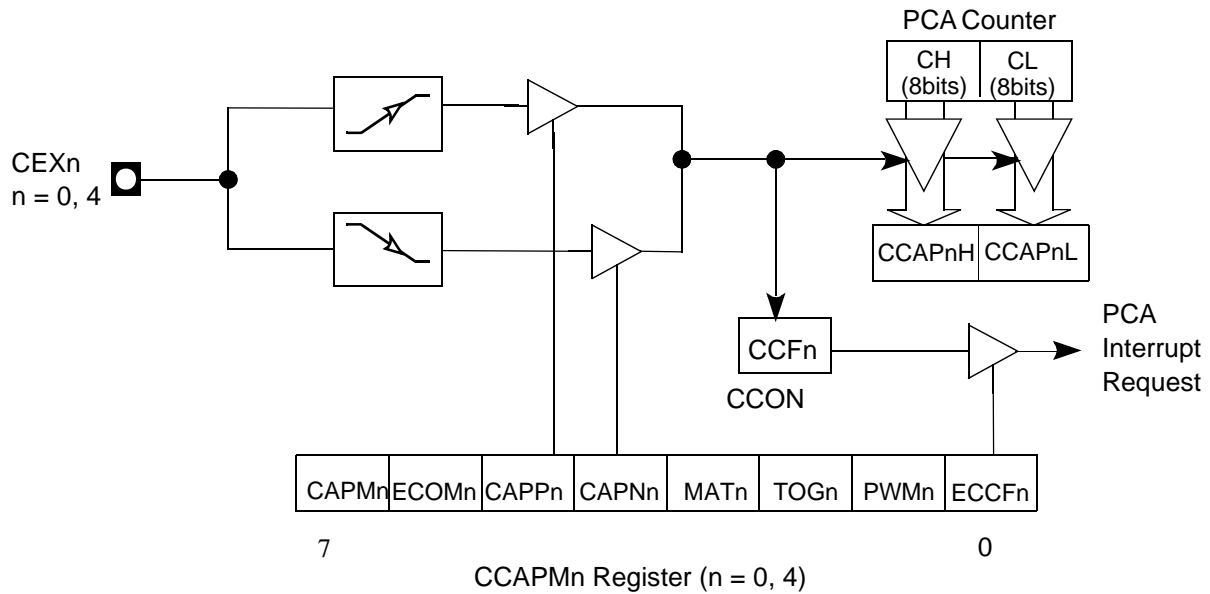 PCA Counter
CH
(8bits)
CL
(8bits)
CEXn
n = 0, 4
CCAPnH
CCAPnL
CCFn
CCON
PCA
Interrupt
Request
CAPMn
ECOMn
CAPPn
CAPNn
MATn
TOGn
PWMn
ECCFn
7
0
CCAPMn Register (n = 0, 4)